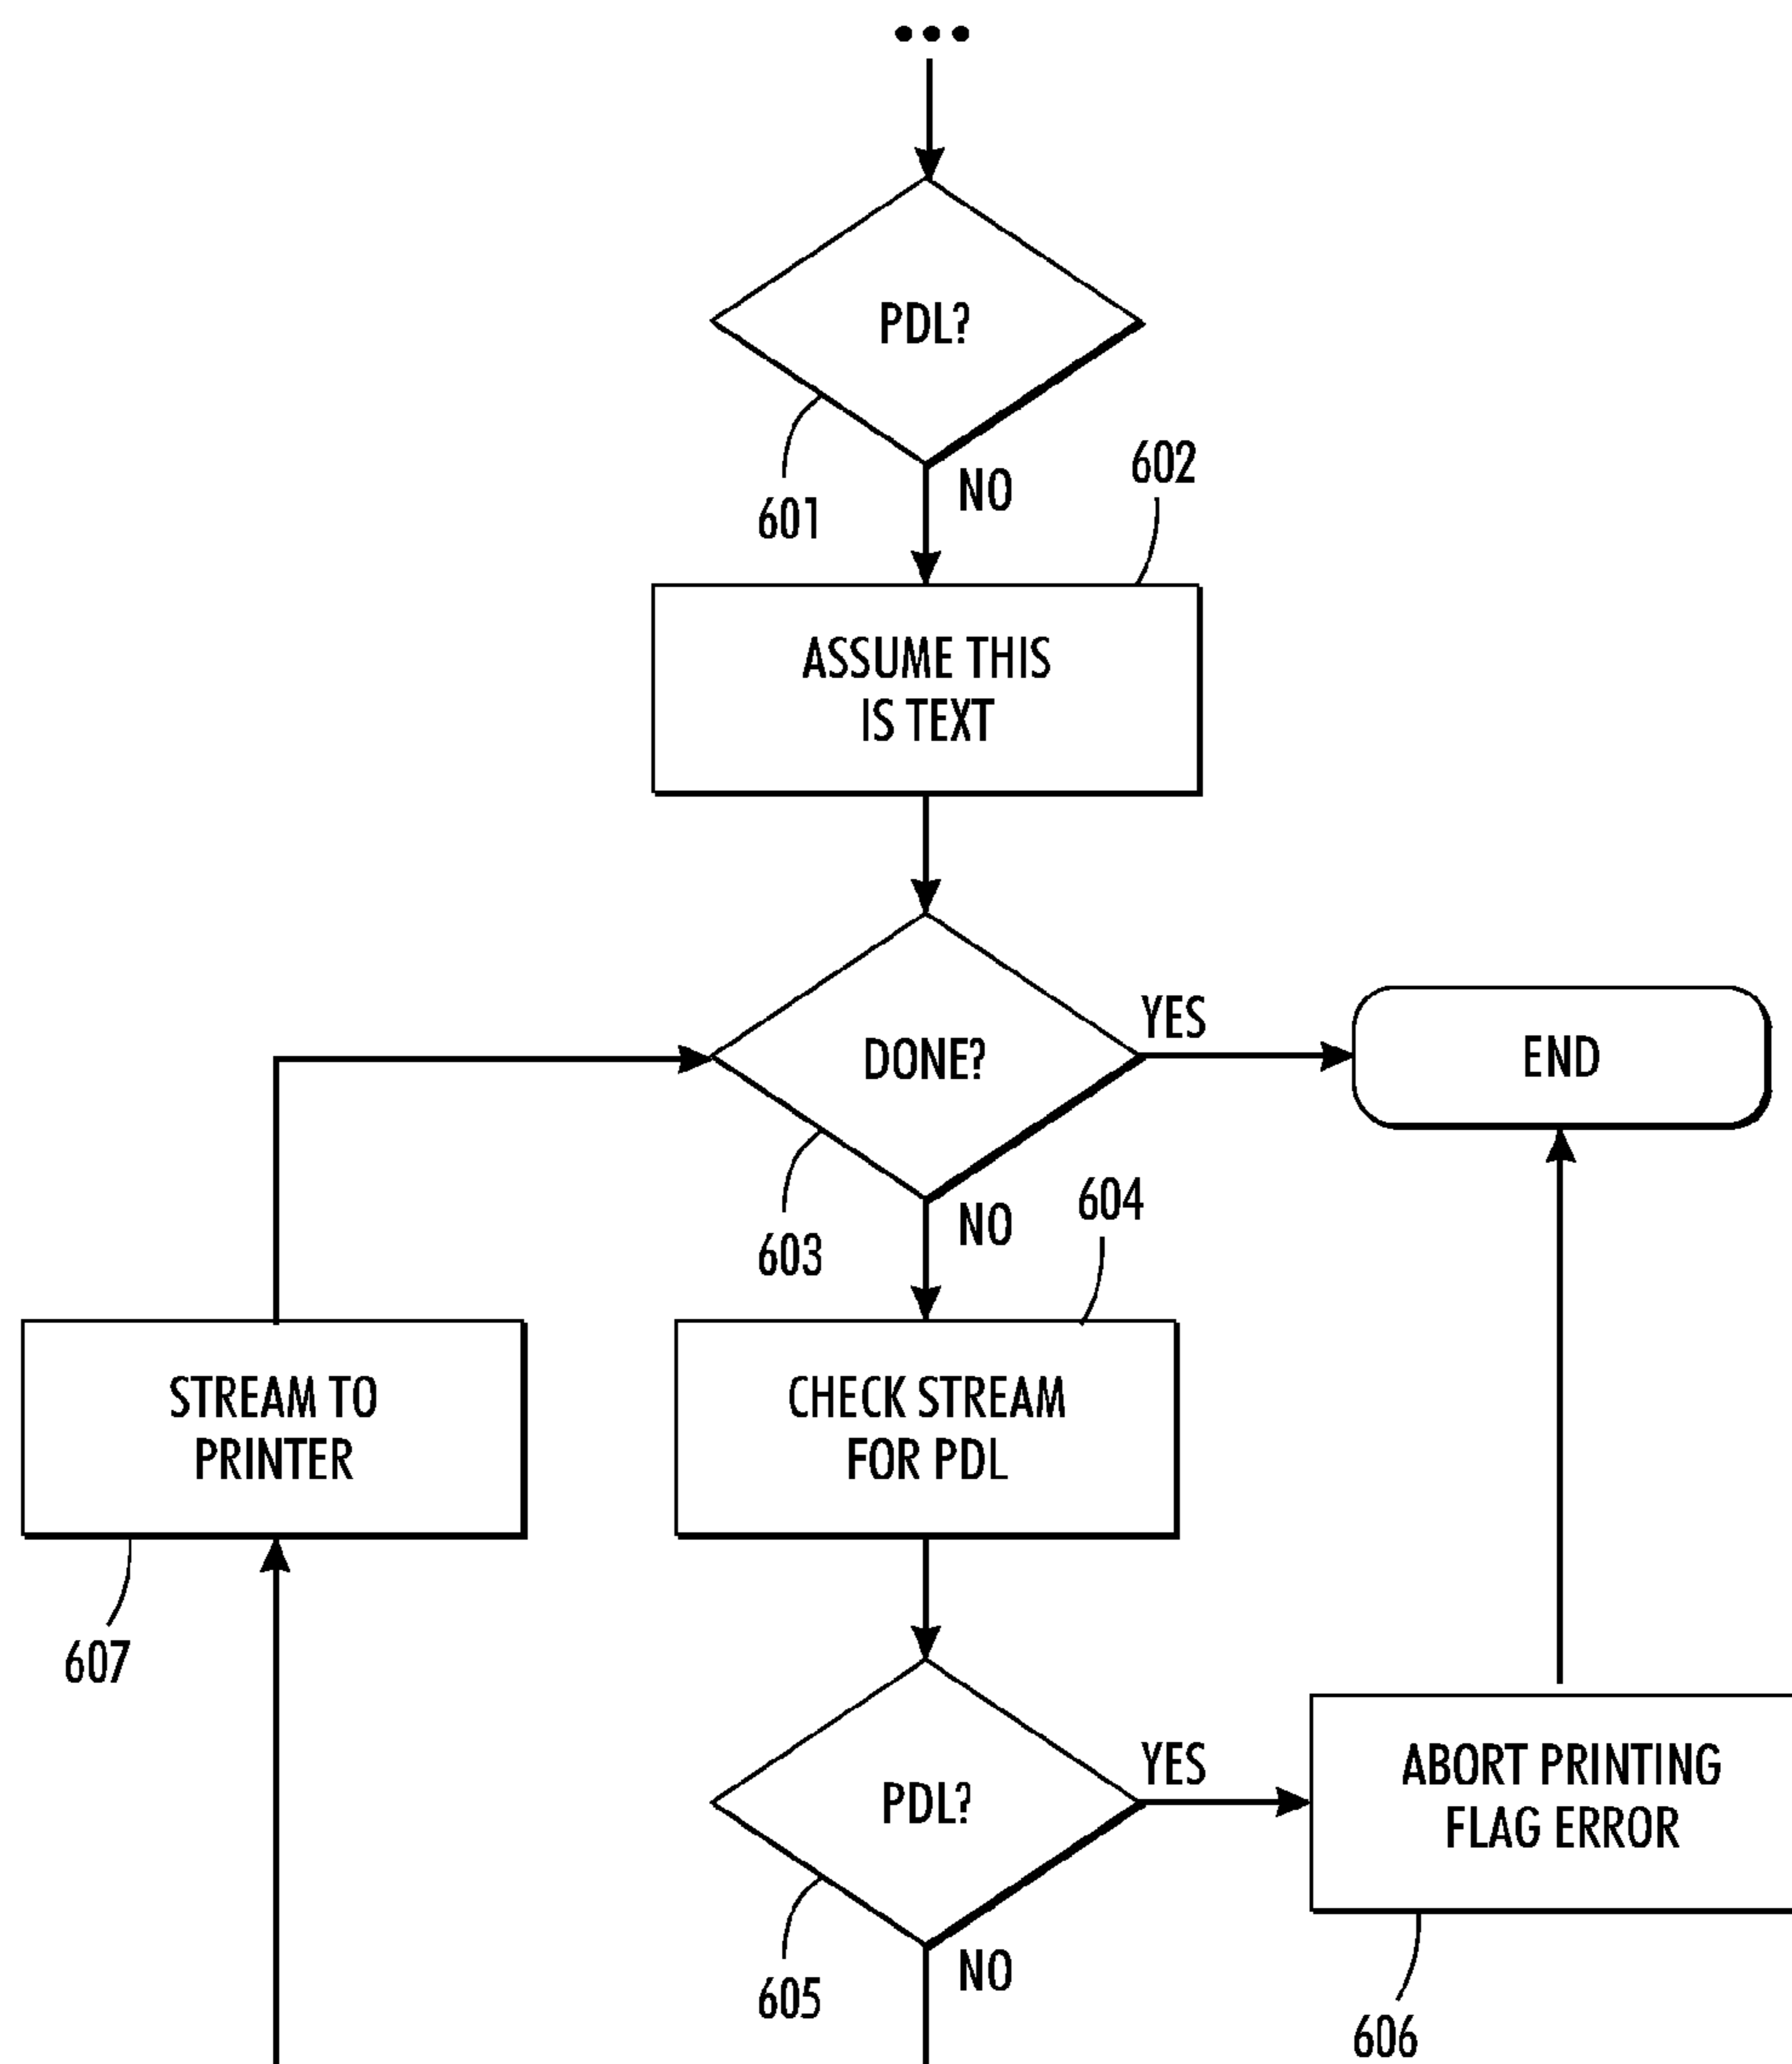 •••
PDL?
601
NO
602
ASSUME THIS
IS TEXT
DONE?
YES
END
603
NO
604
STREAM TO
PRINTER
607
CHECK STREAM
FOR PDL
PDL?
YES
ABORT PRINTING
FLAG ERROR
605
NO
606